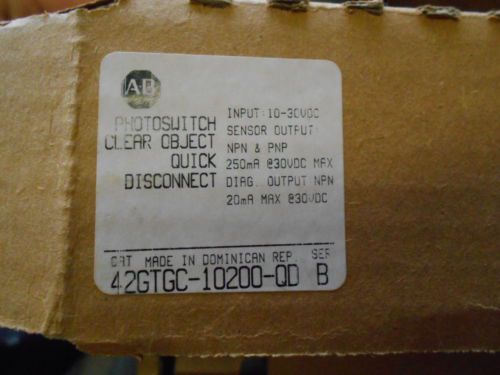 AB
PHOTOSWITCH
CLEAR OBJECT
QUICK
DISCONNECT
INPUT: 10-30VDC
SENSOR OUTPUT:
NPN & PNP
250mA @30VDC MAX
DIAG. OUTPUT NPN
20mA MAX @30VDC
CAT MADE IN DOMINICAN REP. SER
42GTGC-10200-QD B